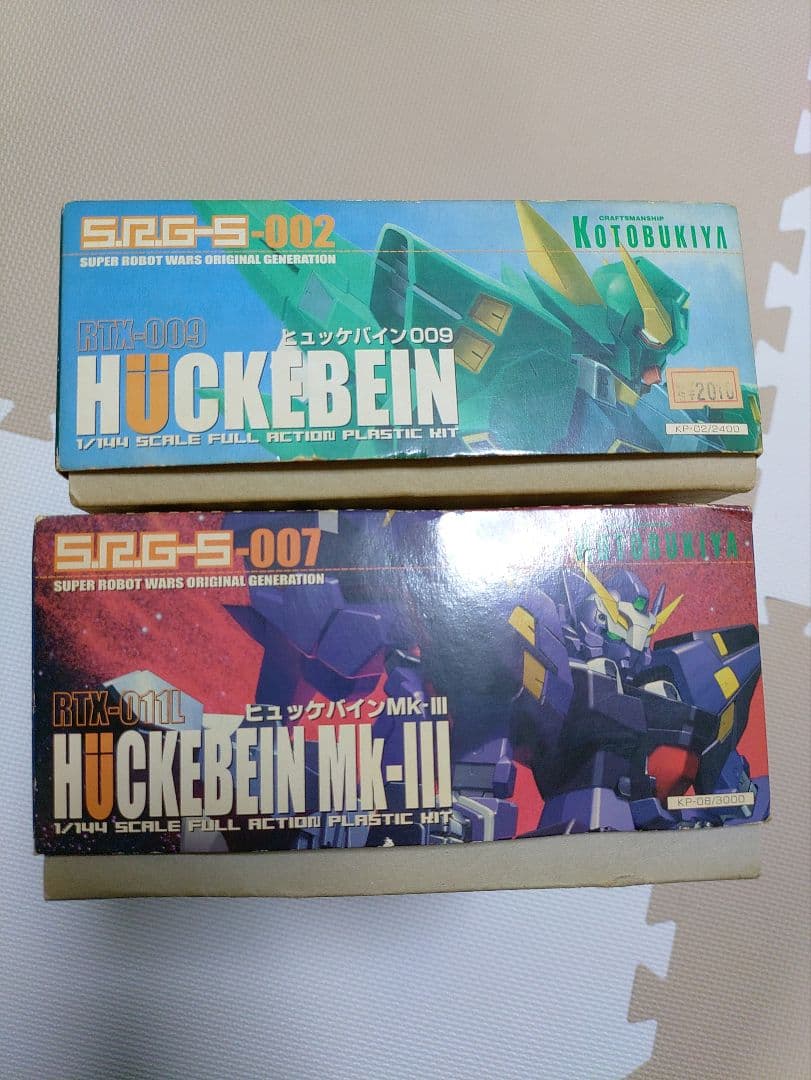 S.R.G-S-002
SUPER ROBOT WARS ORIGINAL GENERATION
CRAFTSMANSHIP
KOTOBUKIYA
RTX-009
ヒュッケバイン009
HÜCKEBEIN
1/144 SCALE FULL ACTION PLASTIC KIT
KP-02/2400
S.R.G-S-007
SUPER ROBOT WARS ORIGINAL GENERATION
KOTOBUKIYA
RTX-011L
ヒュッケバインMK-III
HÜCKEBEIN Mk-III
1/144 SCALE FULL ACTION PLASTIC KIT
KP-08/3000